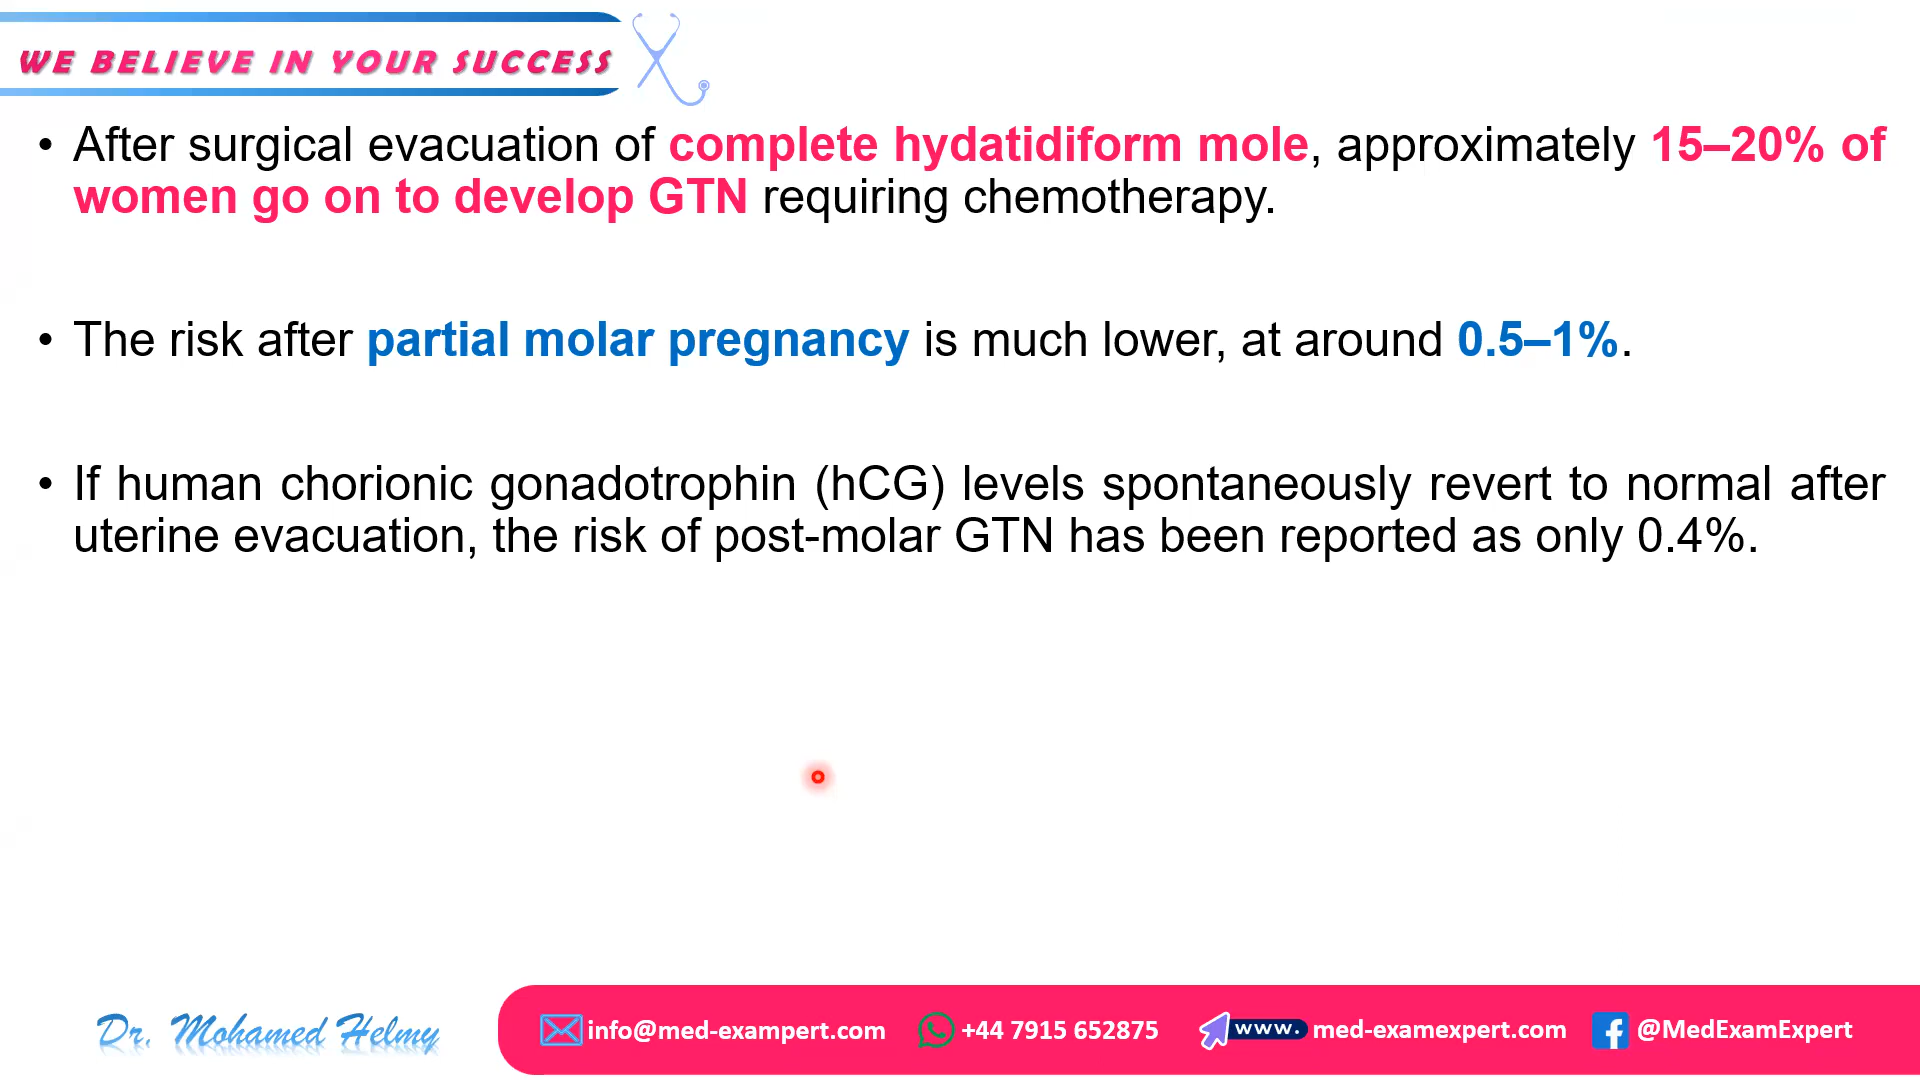 WE BELIEVE IN YOUR SUCCESS
• After surgical evacuation of complete hydatidiform mole, approximately 15–20% of
women go on to develop GTN requiring chemotherapy.
• The risk after partial molar pregnancy is much lower, at around 0.5–1%.
• If human chorionic gonadotrophin (hCG) levels spontaneously revert to normal after
uterine evacuation, the risk of post-molar GTN has been reported as only 0.4%.
Dr. Mohamed Helmy
info@med-exampert.com
+44 7915 652875
www. med-examexpert.com
@MedExamExpert